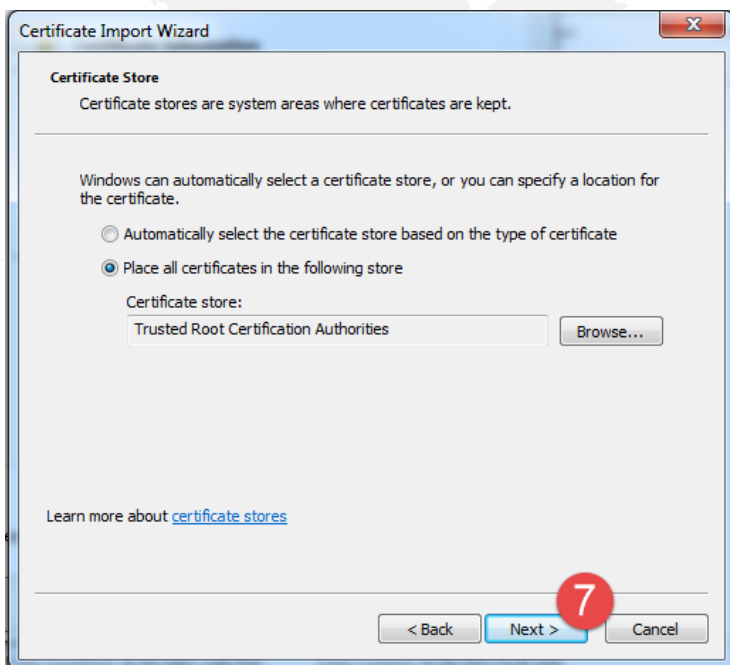 Certificate Import Wizard
Certificate Store
Certificate stores are system areas where certificates are kept.
Windows can automatically select a certificate store, or you can specify a location for
the certificate.
Automatically select the certificate store based on the type of certificate
Place all certificates in the following store
Certificate store:
Trusted Root Certification Authorities
Browse...
Learn more about certificate stores
7
< Back
Next >
Cancel